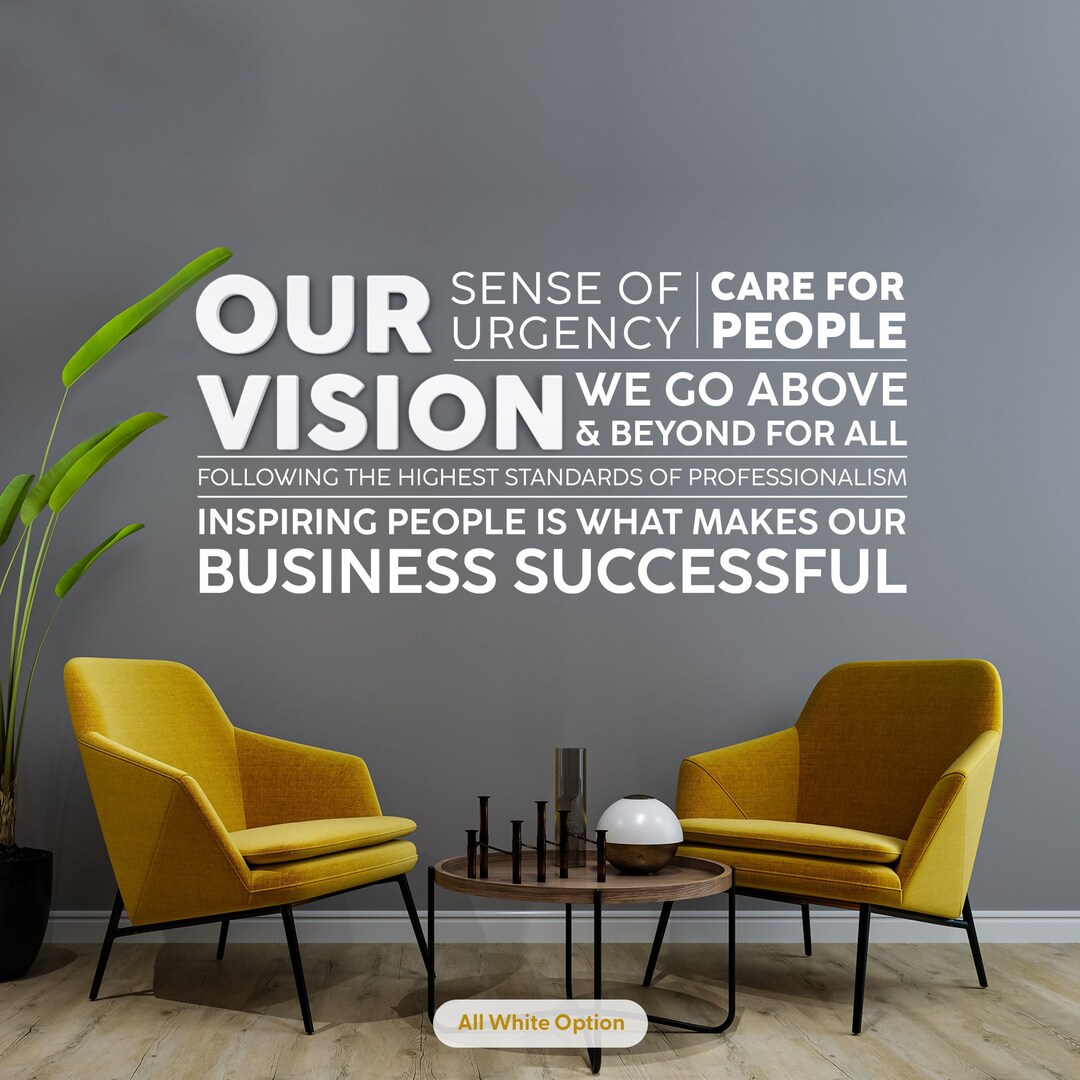 OUR
VISION
SENSE OF
URGENCY
CARE FOR
PEOPLE
WE GO ABOVE
& BEYOND FOR ALL
FOLLOWING THE HIGHEST STANDARDS OF PROFESSIONALISM
INSPIRING PEOPLE IS WHAT MAKES OUR
BUSINESS SUCCESSFUL
All White Option